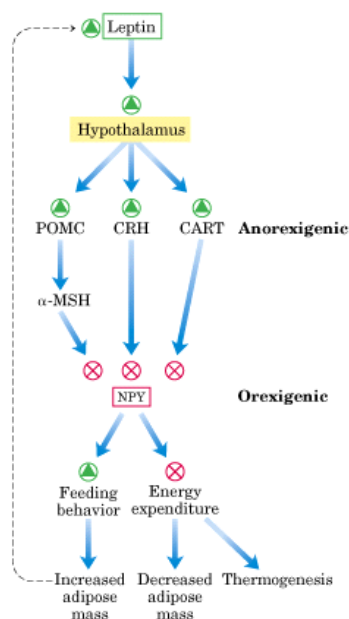 Leptin
Hypothalamus
POMC CRH CART Anorexigenic
α-MSH
NPY Orexigenic
Feeding behavior
Energy expenditure
Increased adipose mass
Decreased adipose mass
Thermogenesis